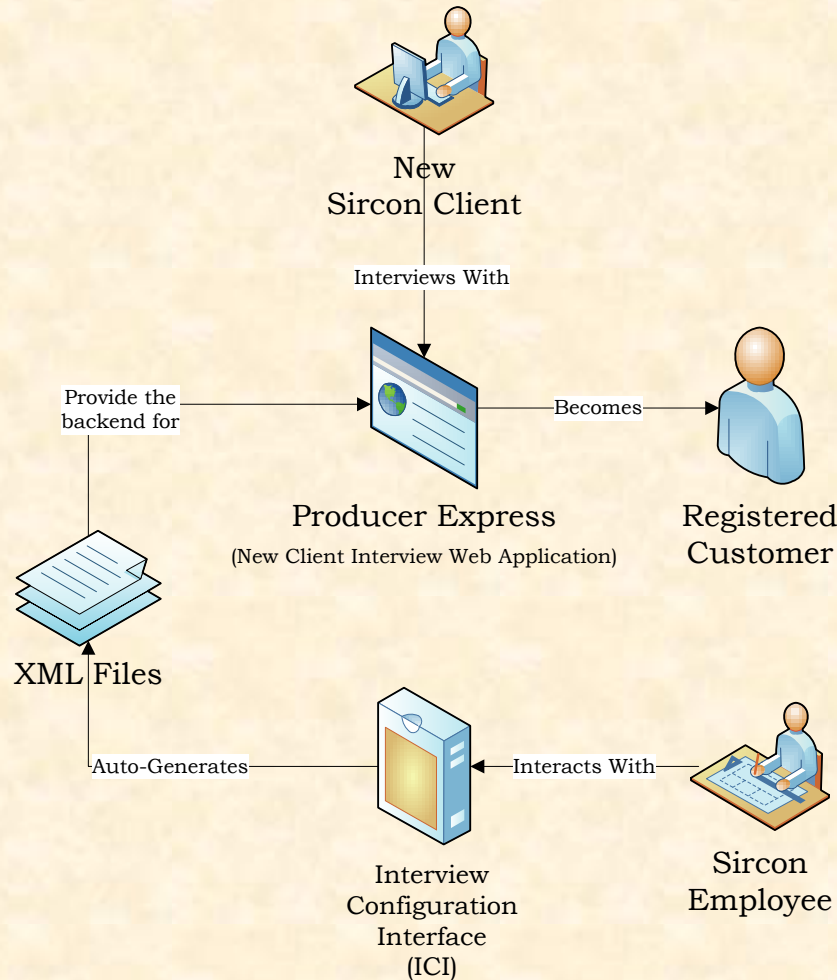 New
Sircon Client
Interviews With
Provide the
backend for
Becomes
Producer Express
(New Client Interview Web Application)
Registered
Customer
XML Files
Auto-Generates
Interacts With
Interview
Configuration
Interface
(ICI)
Sircon
Employee